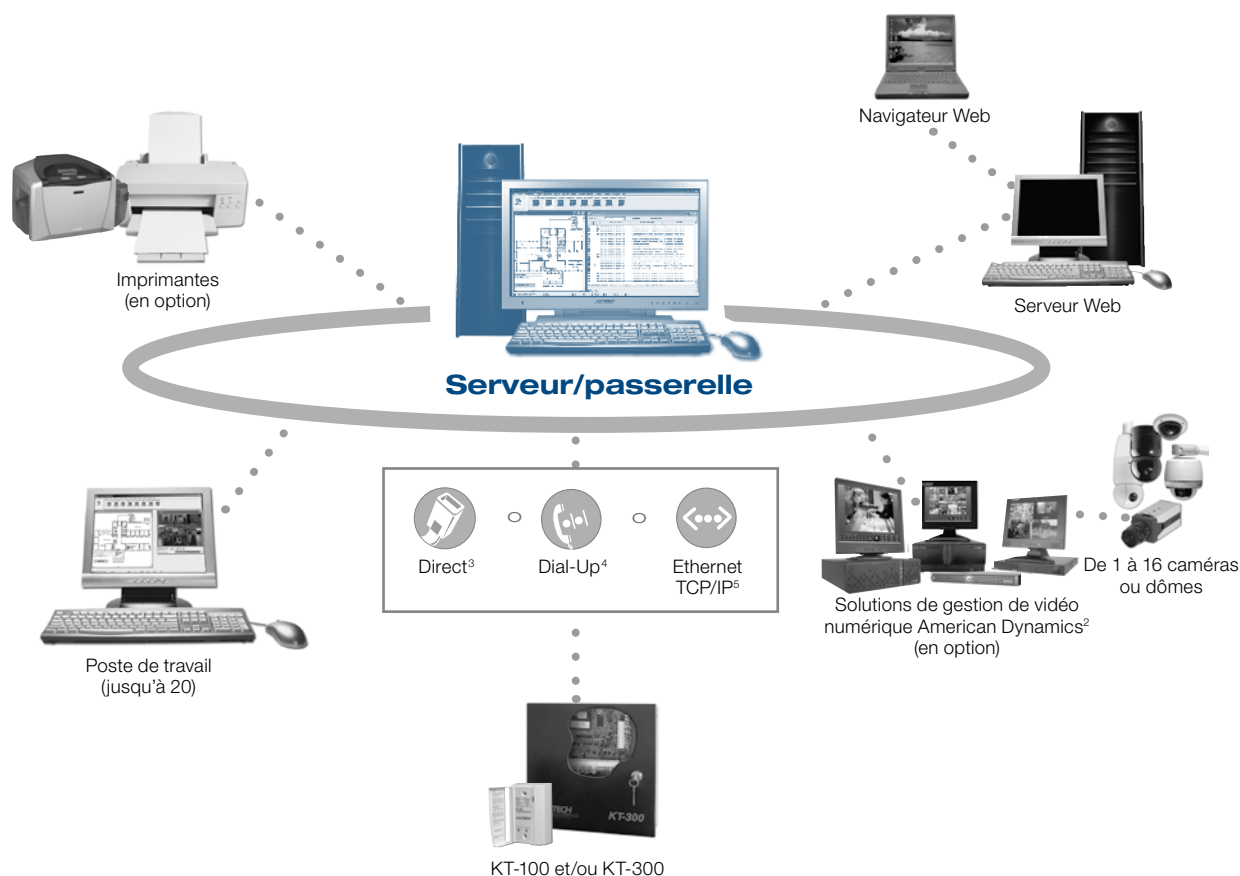 Navigateur Web
Serveur Web
Imprimantes
(en option)
Serveur/passerelle
Direct³
o
Dial-Up⁴
o
Ethernet
TCP/IP⁵
Poste de travail
(jusqu'à 20)
De 1 à 16 caméras
ou dômes
Solutions de gestion de vidéo
numérique American Dynamics²
(en option)
KT-300
KT-100 et/ou KT-300